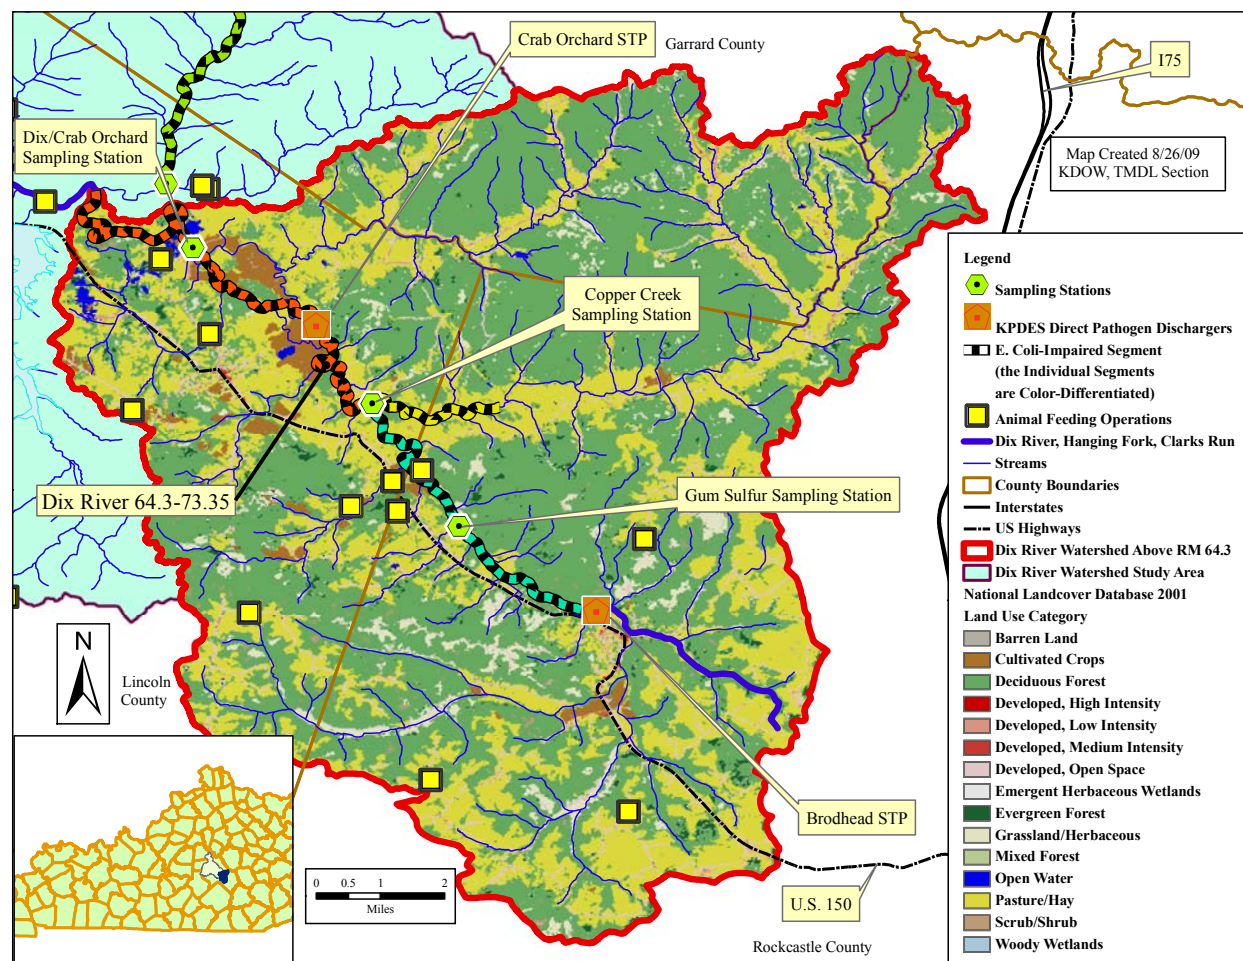 Crab Orchard STP
Garrard County
I75
Dix/Crab Orchard
Sampling Station
Map Created 8/26/09
KDOW, TMDL Section
Copper Creek
Sampling Station
Dix River 64.3-73.35
Gum Sulfur Sampling Station
N
Lincoln
County
Brodhead STP
0 0.5 1 2
Miles
U.S. 150
Rockcastle County
Legend
Sampling Stations
KPDES Direct Pathogen Dischargers
E. Coli-Impaired Segment
(the Individual Segments
are Color-Differentiated)
Animal Feeding Operations
Dix River, Hanging Fork, Clarks Run
Streams
County Boundaries
Interstates
US Highways
Dix River Watershed Above RM 64.3
Dix River Watershed Study Area
National Landcover Database 2001
Land Use Category
Barren Land
Cultivated Crops
Deciduous Forest
Developed, High Intensity
Developed, Low Intensity
Developed, Medium Intensity
Developed, Open Space
Emergent Herbaceous Wetlands
Evergreen Forest
Grassland/Herbaceous
Mixed Forest
Open Water
Pasture/Hay
Scrub/Shrub
Woody Wetlands